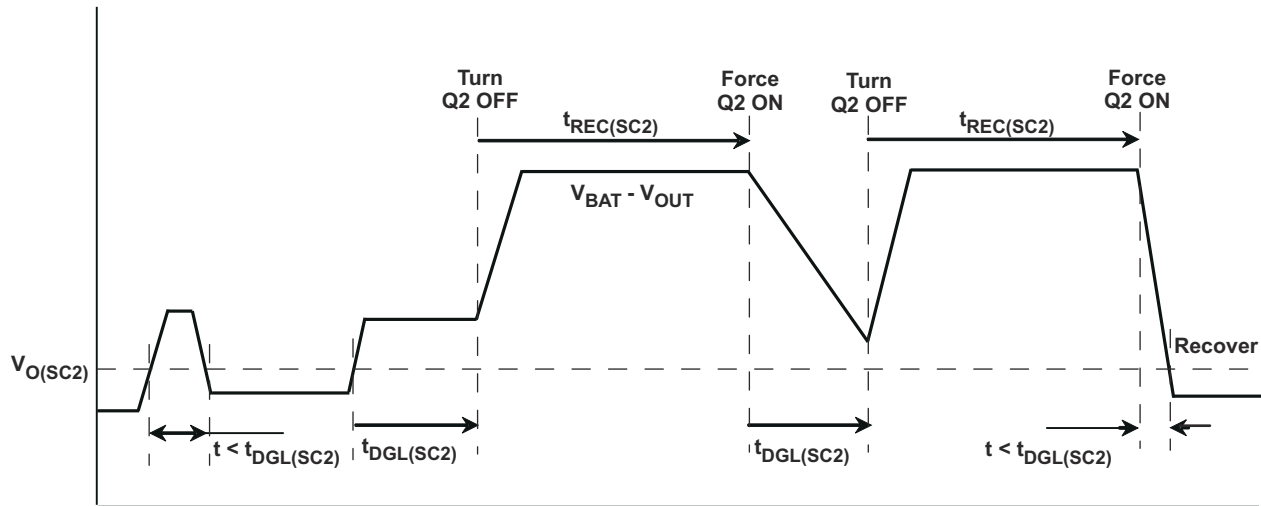 Turn
Q2 OFF
Force
Q2 ON
Turn
Q2 OFF
Force
Q2 ON
tREC(SC2)
tREC(SC2)
VBAT - VOUT
VO(SC2)
Recover
t < tDGL(SC2)
tDGL(SC2)
tDGL(SC2)
t < tDGL(SC2)